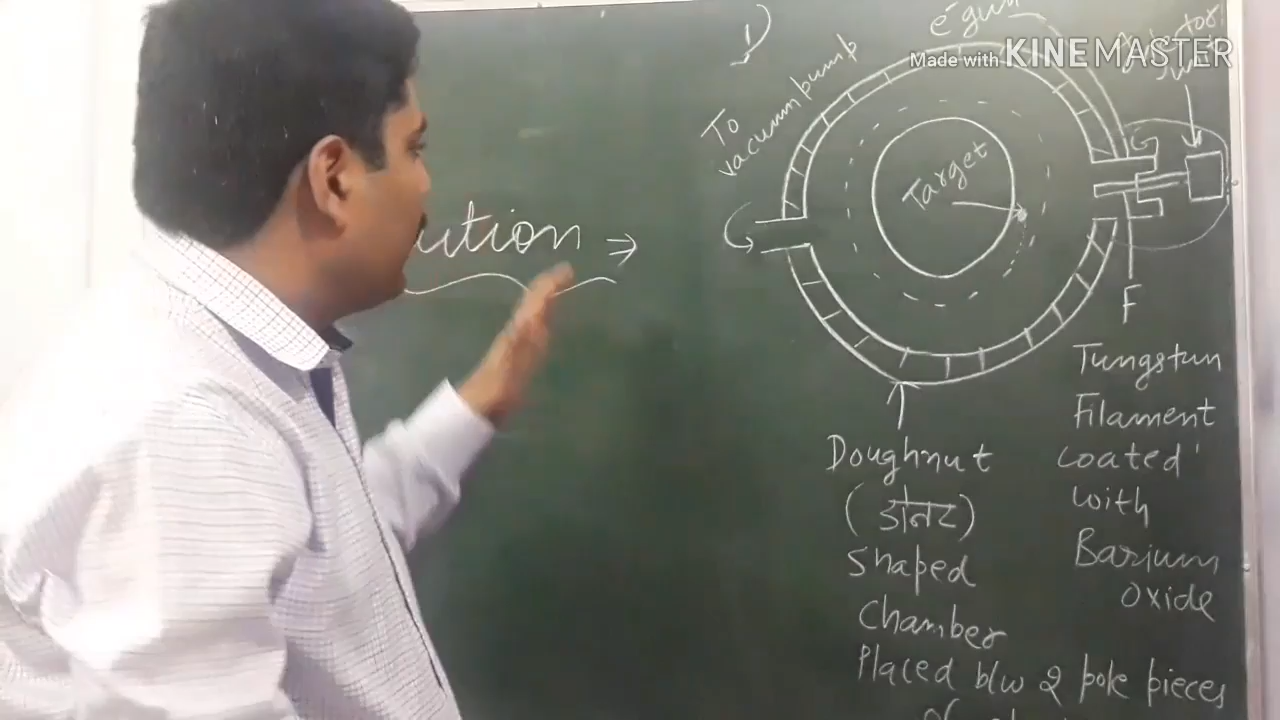 1)
e⁻ gun
Made with KINEMASTER
To
vacuum pump
Target
ution →
F
Tungstun
Filament
coated
with
Barium
Oxide
Doughnut
(डोनट)
shaped
Chamber
Placed b/w 2 pole pieces